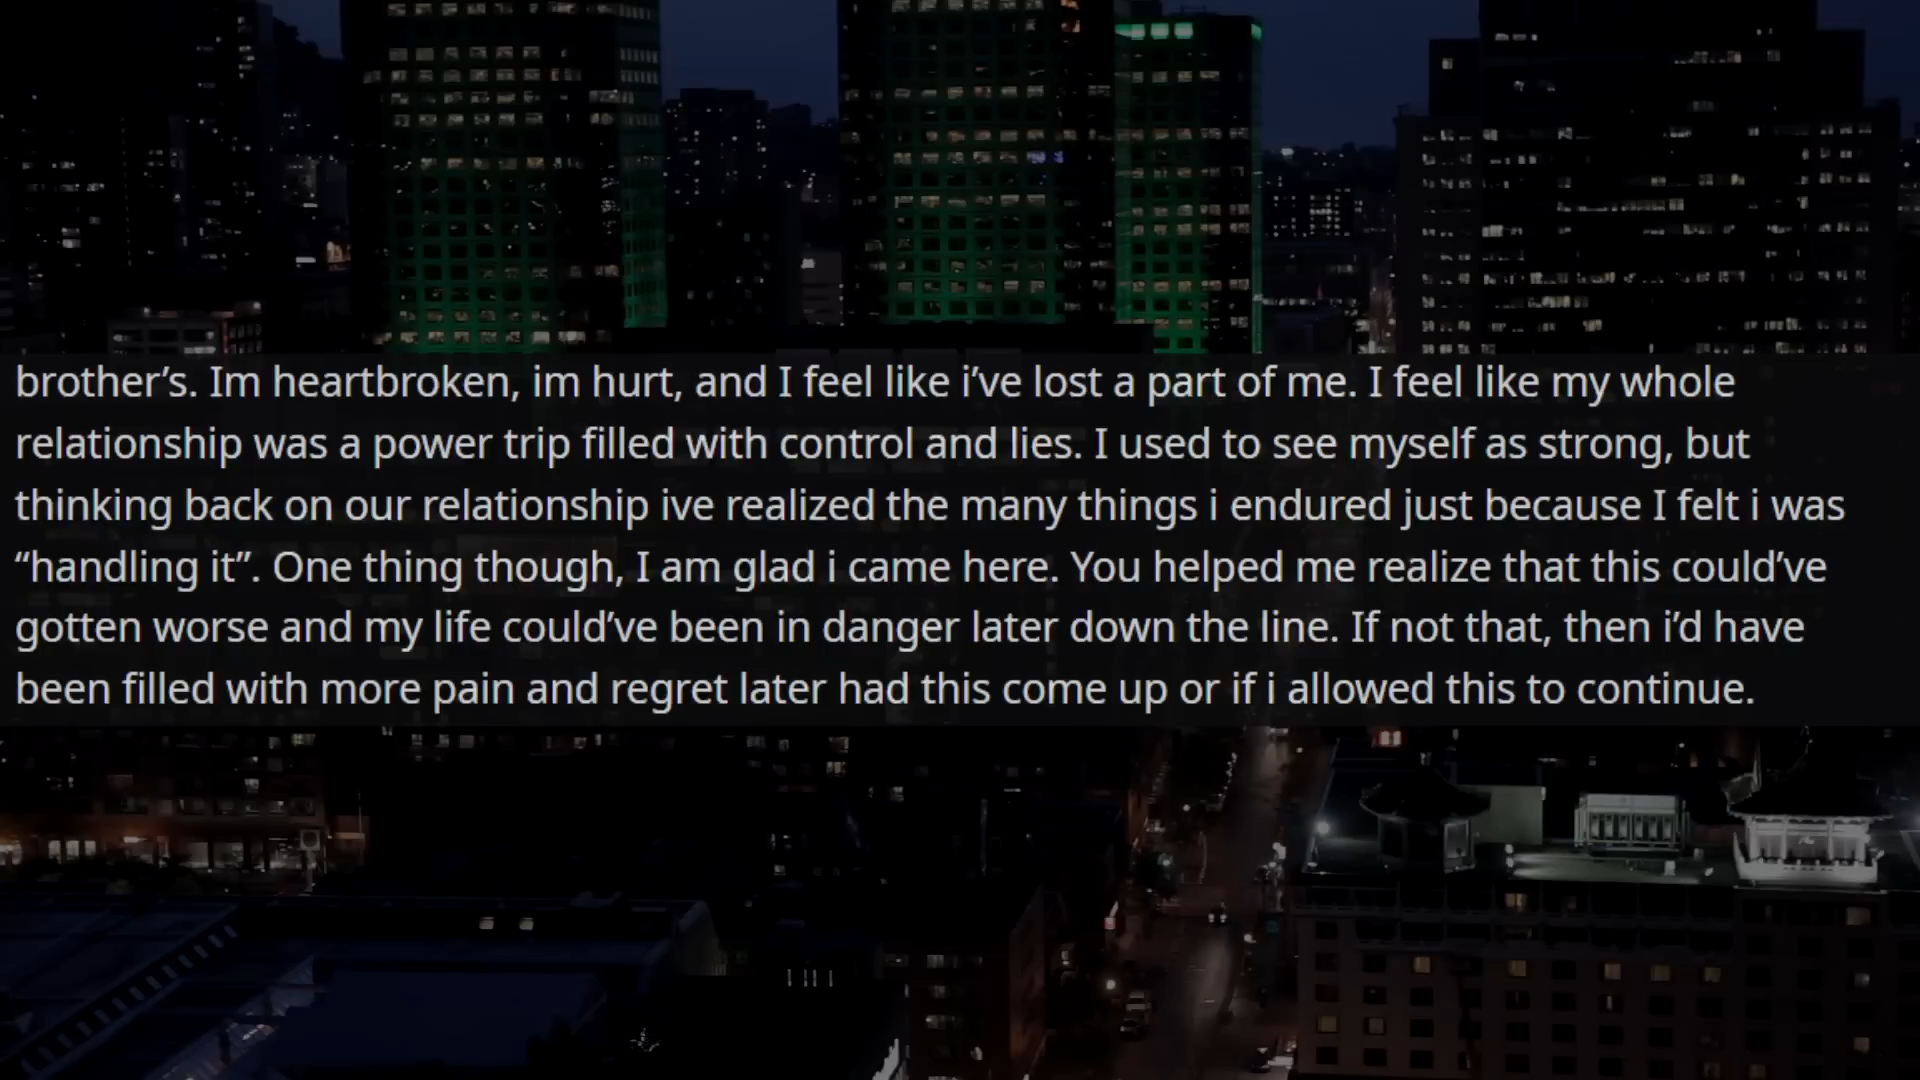 brother’s. Im heartbroken, im hurt, and I feel like i’ve lost a part of me. I feel like my whole
relationship was a power trip filled with control and lies. I used to see myself as strong, but
thinking back on our relationship ive realized the many things i endured just because I felt i was
“handling it”. One thing though, I am glad i came here. You helped me realize that this could’ve
gotten worse and my life could’ve been in danger later down the line. If not that, then i’d have
been filled with more pain and regret later had this come up or if i allowed this to continue.